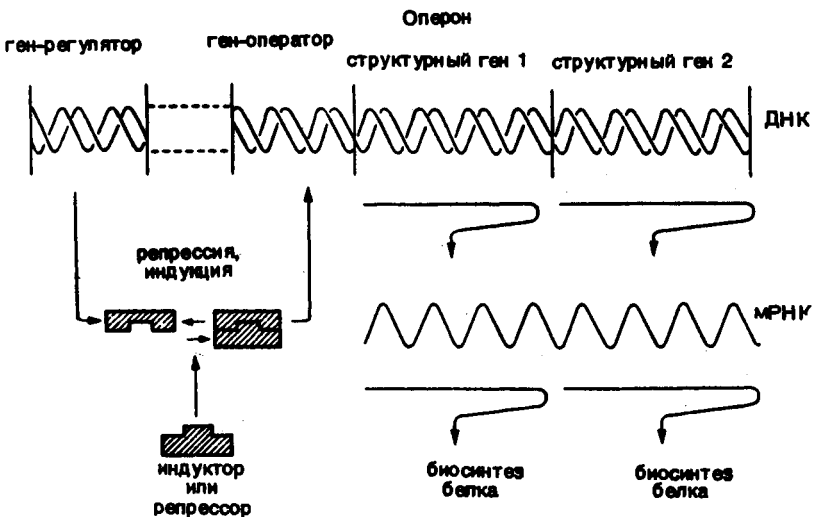 Оперон
ген-регулятор
ген-оператор
структурный ген 1
структурный ген 2
ДНК
репрессия,
индукция
мРНК
индуктор
или
репрессор
биосинтез
белка
биосинтез
белка